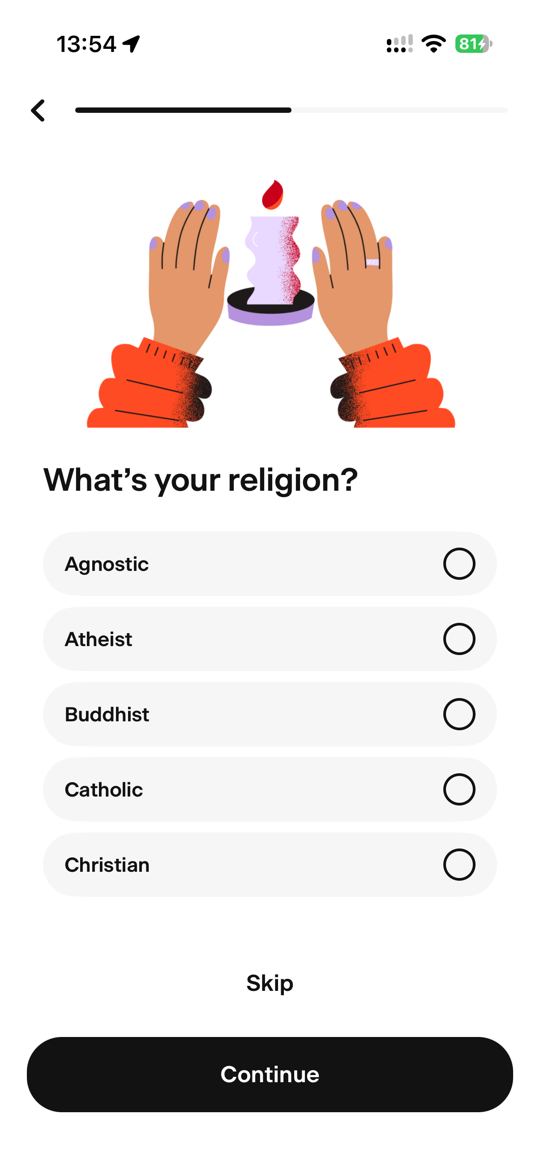 13:54
81
What's your religion?
Agnostic
Atheist
Buddhist
Catholic
Christian
Skip
Continue